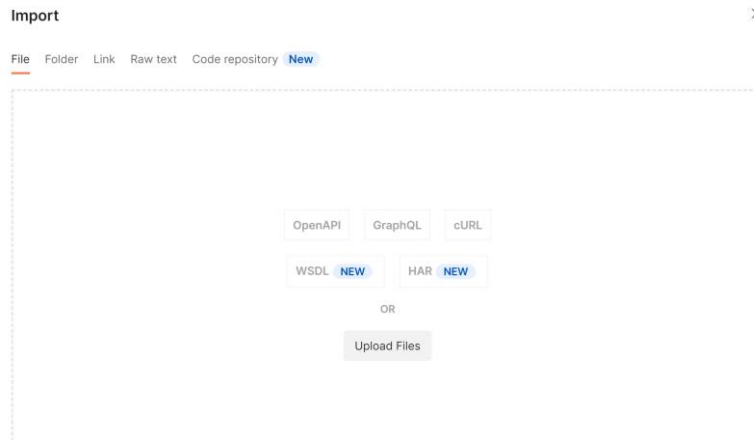 Import
File Folder Link Raw text Code repository New
OpenAPI GraphQL cURL
WSDL NEW HAR NEW
OR
Upload Files